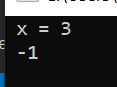 x = 3
-1